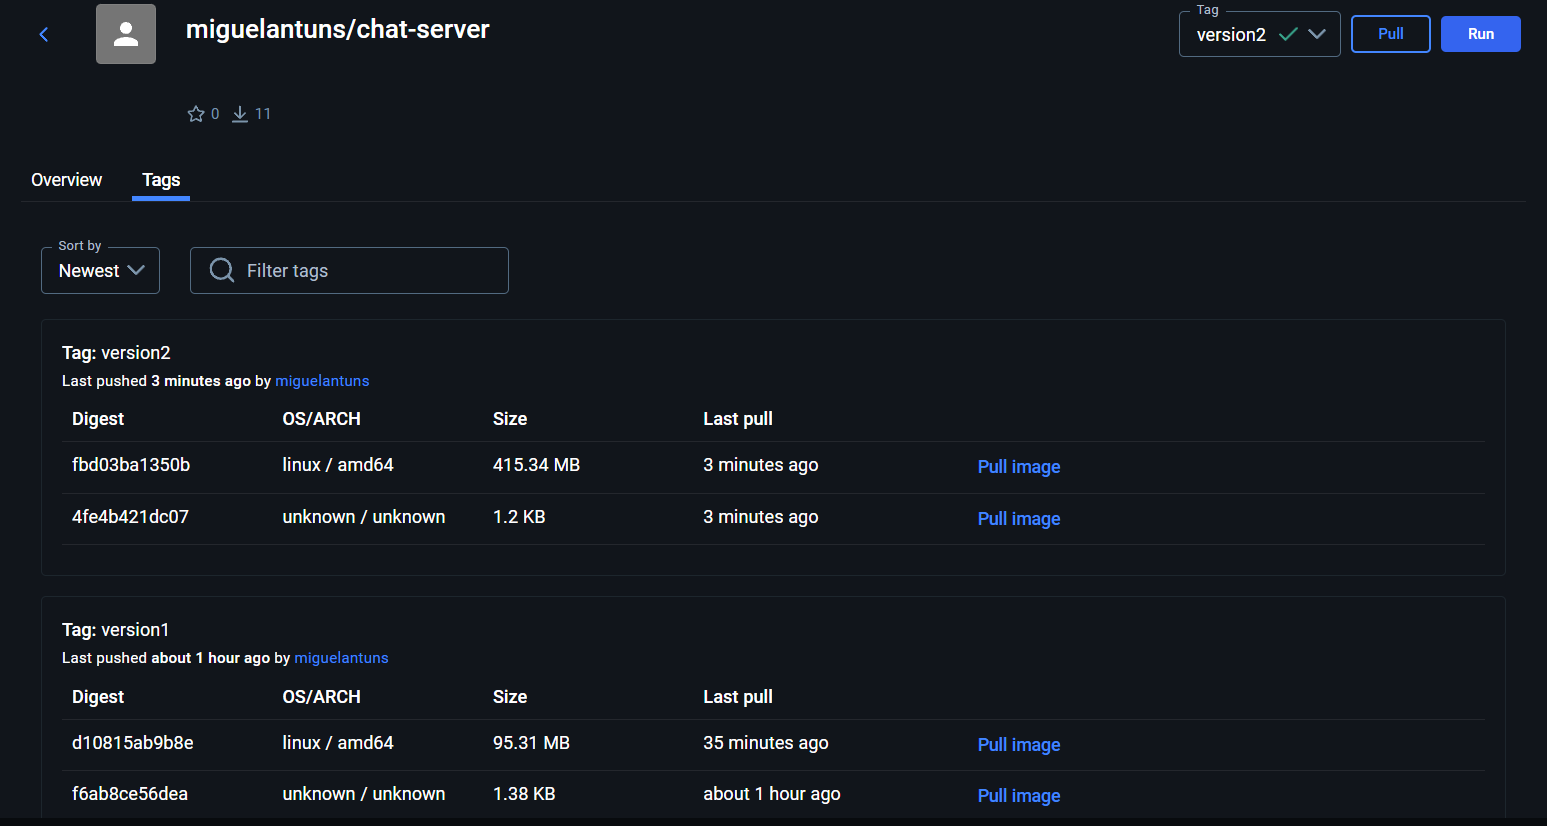 miguelantuns/chat-server
Tag
version2
Pull
Run
0 11
Overview Tags
Sort by
Newest
Filter tags
Tag: version2
Last pushed 3 minutes ago by miguelantuns
Digest OS/ARCH Size Last pull
fbd03ba1350b linux / amd64 415.34 MB 3 minutes ago Pull image
4fe4b421dc07 unknown / unknown 1.2 KB 3 minutes ago Pull image
Tag: version1
Last pushed about 1 hour ago by miguelantuns
Digest OS/ARCH Size Last pull
d10815ab9b8e linux / amd64 95.31 MB 35 minutes ago Pull image
f6ab8ce56dea unknown / unknown 1.38 KB about 1 hour ago Pull image